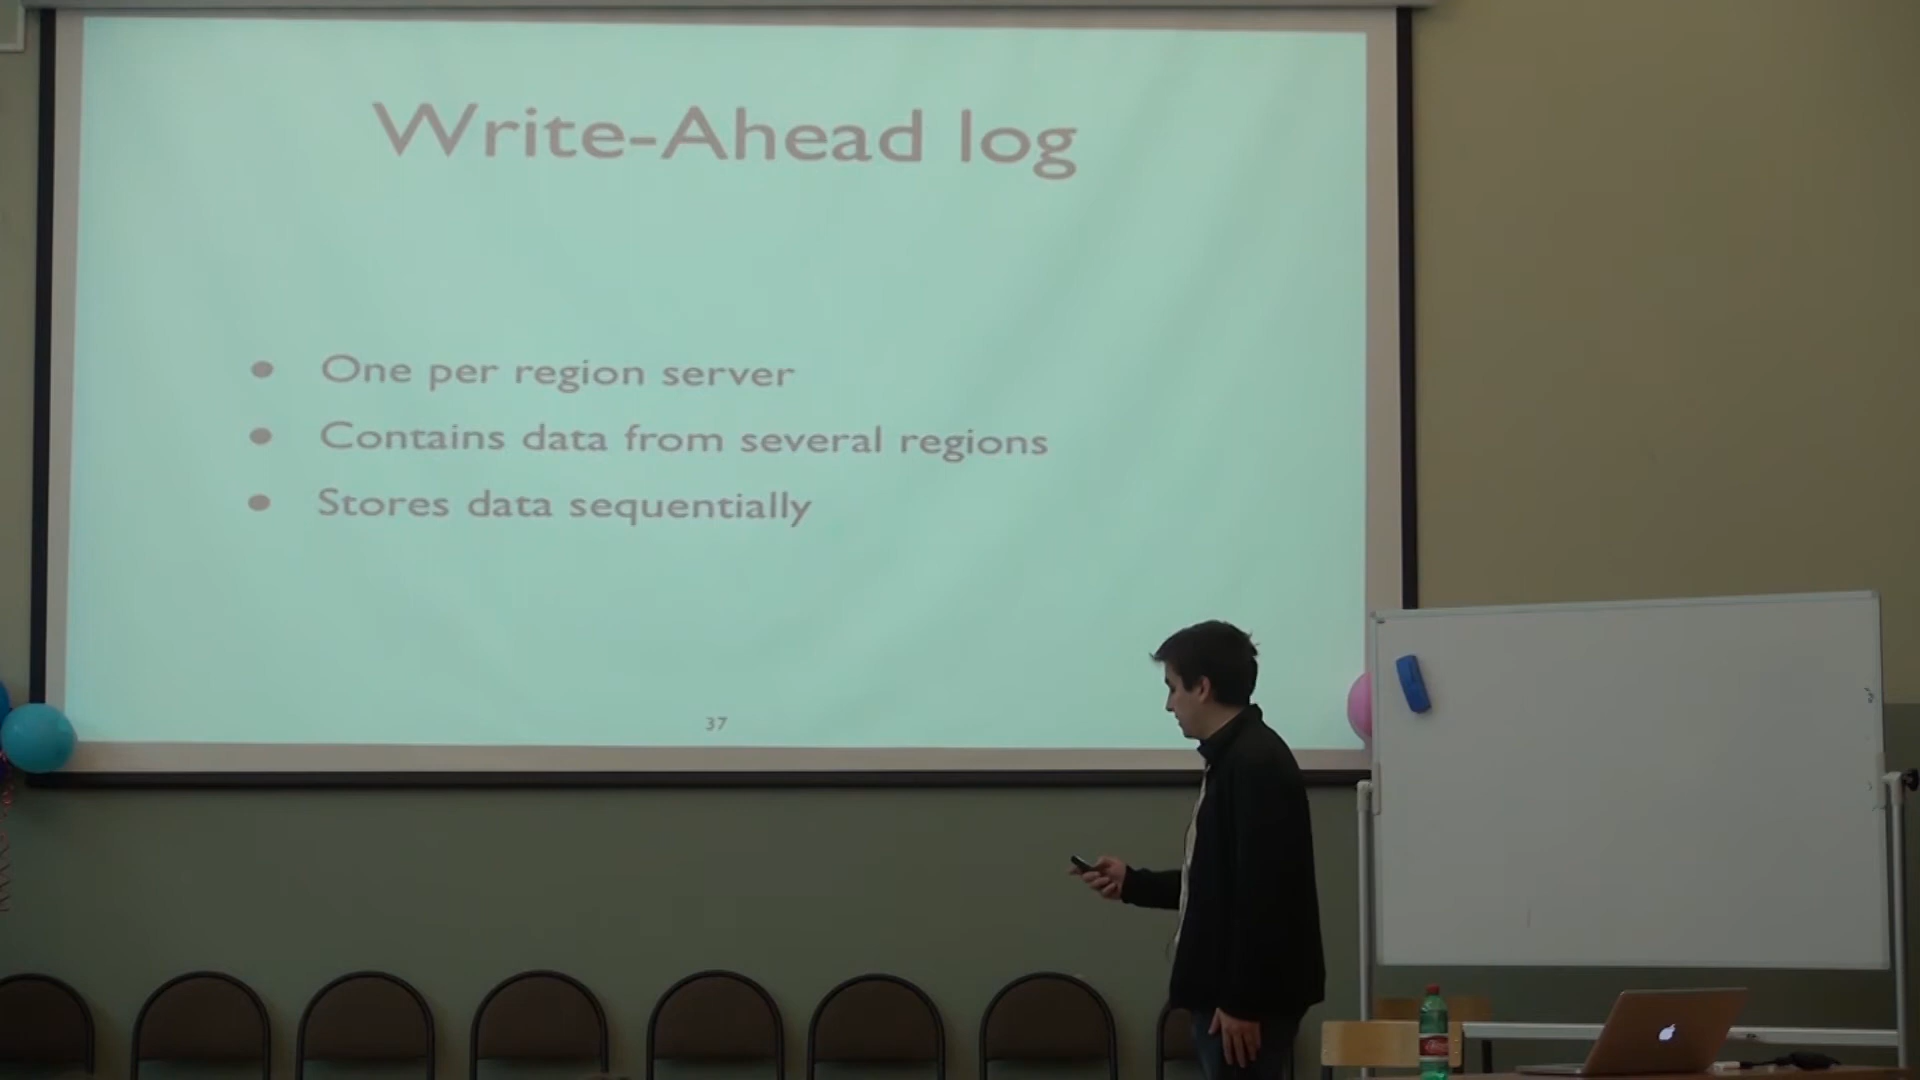 Write-Ahead log
• One per region server
• Contains data from several regions
• Stores data sequentially
37